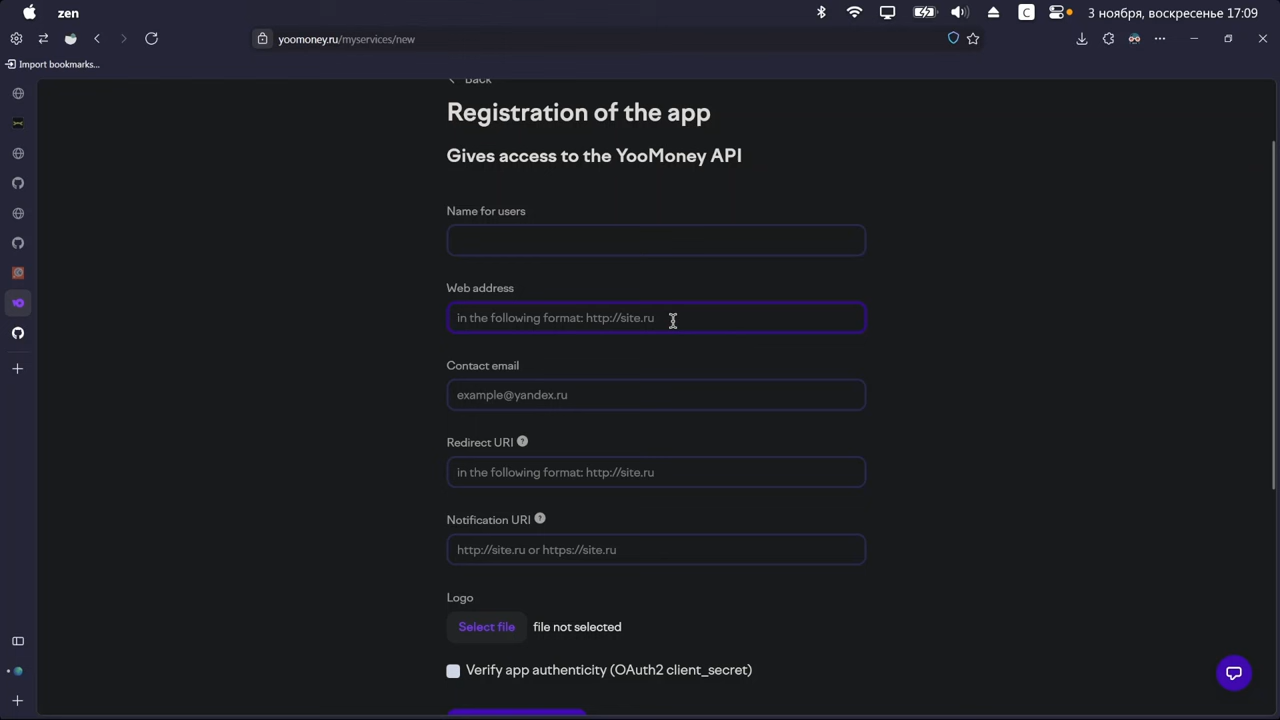 zen
C
3 ноября, воскресенье 17:09
yoomoney.ru/myservices/new
Import bookmarks...
Back
Registration of the app
Gives access to the YooMoney API
Name for users
Web address
in the following format: http://site.ru
Contact email
example@yandex.ru
Redirect URI ?
in the following format: http://site.ru
Notification URI ?
http://site.ru or https://site.ru
Logo
Select file file not selected
Verify app authenticity (OAuth2 client_secret)